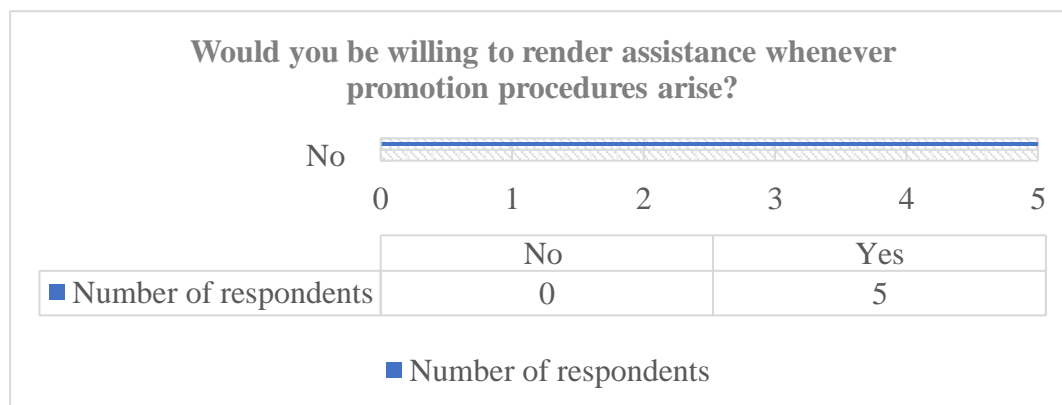 Would you be willing to render assistance whenever
promotion procedures arise?
No
0 1 2 3 4 5
No Yes
Number of respondents 0 5
Number of respondents